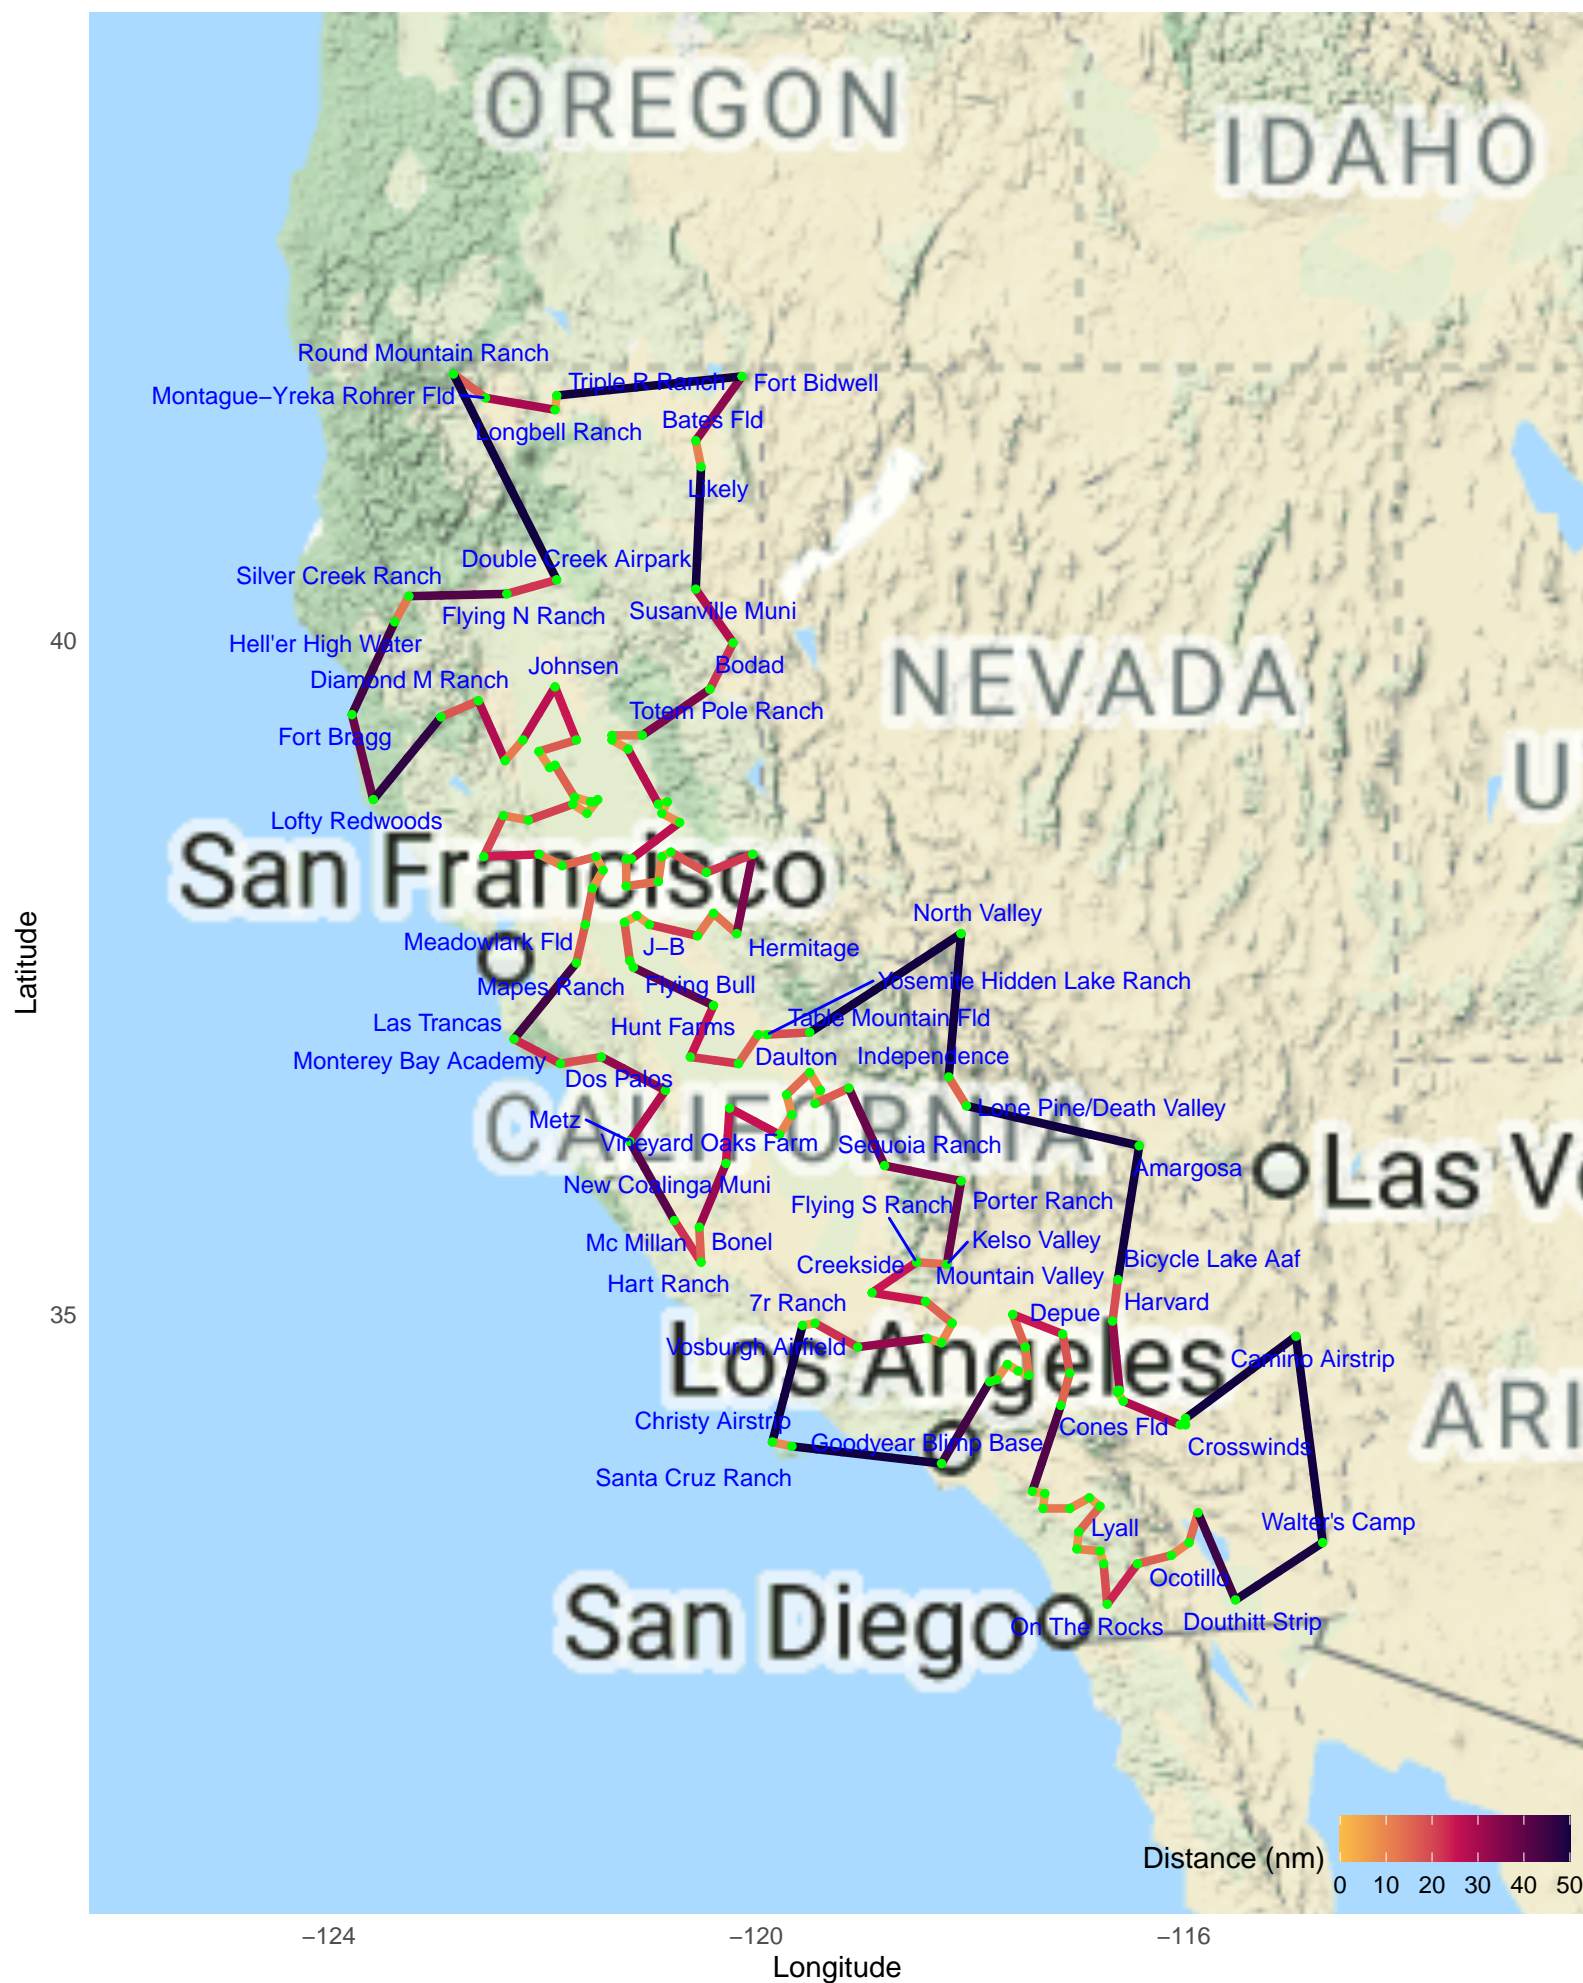 OREGON
IDAHO
Round Mountain Ranch
Triple R Ranch
Fort Bidwell
Montague−Yreka Rohrer Fld
Bates Fld
Longbell Ranch
Likely
Double Creek Airpark
Silver Creek Ranch
Flying N Ranch
Susanville Muni
40
Hell'er High Water
Johnsen
Bodad
Diamond M Ranch
NEVADA
Totem Pole Ranch
Fort Bragg
U
Lofty Redwoods
San Francisco
North Valley
Meadowlark Fld
J−B
Hermitage
Latitude
Mapes Ranch
Flying Bull
Yosemite Hidden Lake Ranch
Las Trancas
Hunt Farms
Table Mountain Fld
Monterey Bay Academy
Daulton
Independence
Dos Palos
CALIFORNIA
Lone Pine/Death Valley
Metz
Vineyard Oaks Farm
Sequoia Ranch
Amargosa
Las V
New Coalinga Muni
Flying S Ranch
Porter Ranch
Mc Millan
Bonel
Kelso Valley
Creekside
Mountain Valley
Bicycle Lake Aaf
Hart Ranch
7r Ranch
Depue
Harvard
35
Vosburgh Airfield
Los Angeles
Camino Airstrip
ARI
Christy Airstrip
Goodyear Blimp Base
Cones Fld
Crosswinds
Santa Cruz Ranch
Lyall
Walter's Camp
Ocotillo
San Diego
On The Rocks
Douthitt Strip
Distance (nm)
0 10 20 30 40 50
−124 −120 −116
Longitude